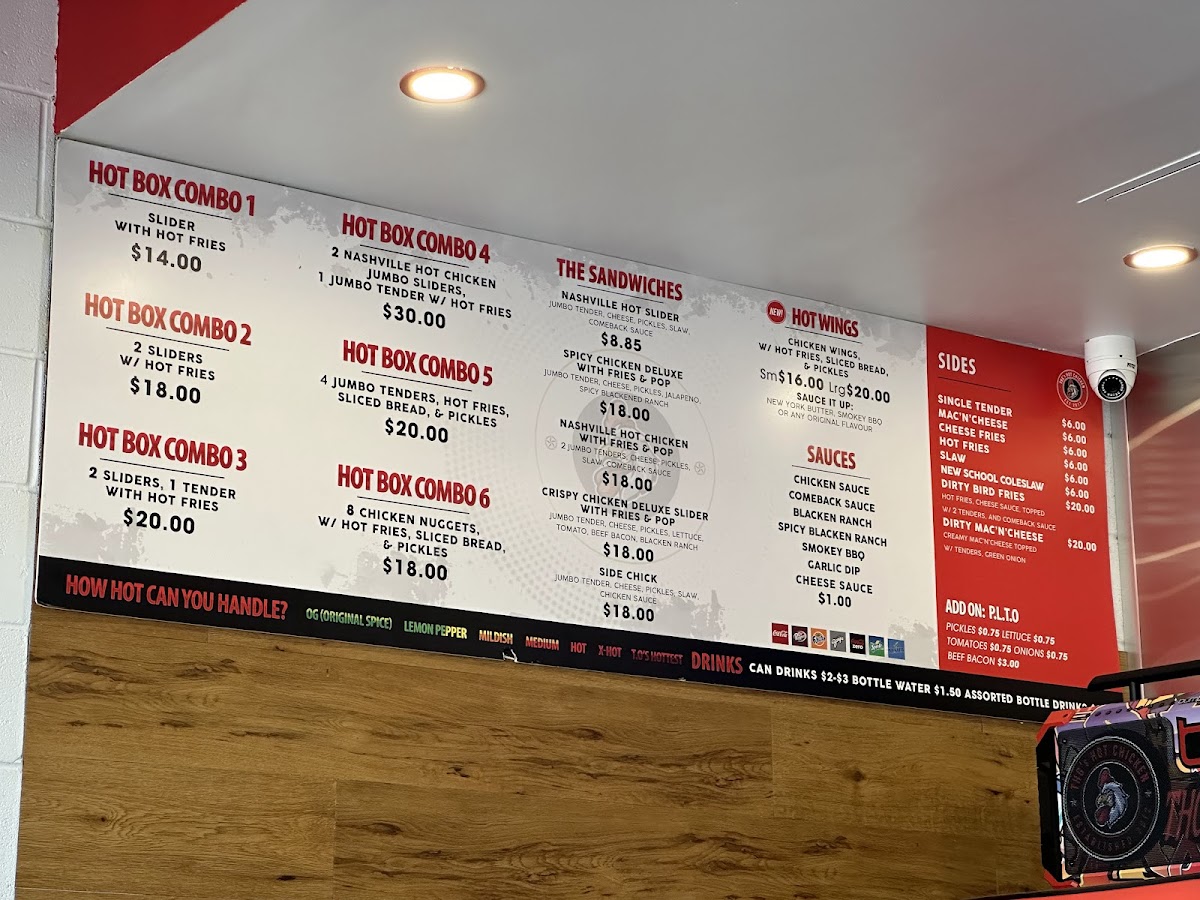 HOT BOX COMBO 1
SLIDER
WITH HOT FRIES
$14.00
HOT BOX COMBO 2
2 SLIDERS
W/ HOT FRIES
$18.00
HOT BOX COMBO 3
2 SLIDERS, 1 TENDER
WITH HOT FRIES
$20.00
HOT BOX COMBO 4
2 NASHVILLE HOT CHICKEN
JUMBO SLIDERS,
1 JUMBO TENDER W/ HOT FRIES
$30.00
HOT BOX COMBO 5
4 JUMBO TENDERS, HOT FRIES,
SLICED BREAD, & PICKLES
$20.00
HOT BOX COMBO 6
8 CHICKEN NUGGETS,
W/ HOT FRIES, SLICED BREAD,
& PICKLES
$18.00
THE SANDWICHES
NASHVILLE HOT SLIDER
JUMBO TENDER, CHEESE, PICKLES, SLAW,
COMEBACK SAUCE
$8.85
SPICY CHICKEN DELUXE
WITH FRIES & POP
JUMBO TENDER, CHEESE, PICKLES, JALAPENO,
SPICY BLACKENED RANCH
$18.00
NASHVILLE HOT CHICKEN
WITH FRIES & POP
2 JUMBO TENDERS, CHEESE, PICKLES,
SLAW, COMEBACK SAUCE
$18.00
CRISPY CHICKEN DELUXE SLIDER
WITH FRIES & POP
JUMBO TENDER, CHEESE, PICKLES, LETTUCE,
TOMATO, BEEF BACON, BLACKEN RANCH
$18.00
SIDE CHICK
JUMBO TENDER, CHEESE, PICKLES, SLAW,
CHICKEN SAUCE
$18.00
NEW! HOT WINGS
CHICKEN WINGS,
W/ HOT FRIES, SLICED BREAD,
& PICKLES
Sm$16.00 Lrg$20.00
SAUCE IT UP:
NEW YORK BUTTER, SMOKEY BBQ
OR ANY ORIGINAL FLAVOUR
SAUCES
CHICKEN SAUCE
COMEBACK SAUCE
BLACKEN RANCH
SPICY BLACKEN RANCH
SMOKEY BBQ
GARLIC DIP
CHEESE SAUCE
$1.00
SIDES
SINGLE TENDER $6.00
MAC'N'CHEESE $6.00
CHEESE FRIES $6.00
HOT FRIES $6.00
SLAW $6.00
NEW SCHOOL COLESLAW $6.00
DIRTY BIRD FRIES $20.00
HOT FRIES, CHEESE SAUCE, TOPPED
W/ 2 TENDERS, AND COMEBACK SAUCE
DIRTY MAC'N'CHEESE $20.00
CREAMY MAC'N'CHEESE TOPPED
W/ TENDERS, GREEN ONION
ADD ON: P.L.T.O
PICKLES $0.75 LETTUCE $0.75
TOMATOES $0.75 ONIONS $0.75
BEEF BACON $3.00
HOW HOT CAN YOU HANDLE? OG (ORIGINAL SPICE) LEMON PEPPER MILDISH MEDIUM HOT X-HOT T.O'S HOTTEST DRINKS CAN DRINKS $2-$3 BOTTLE WATER $1.50 ASSORTED BOTTLE DRINKS
HOT CHICKEN
ESTABLISHED